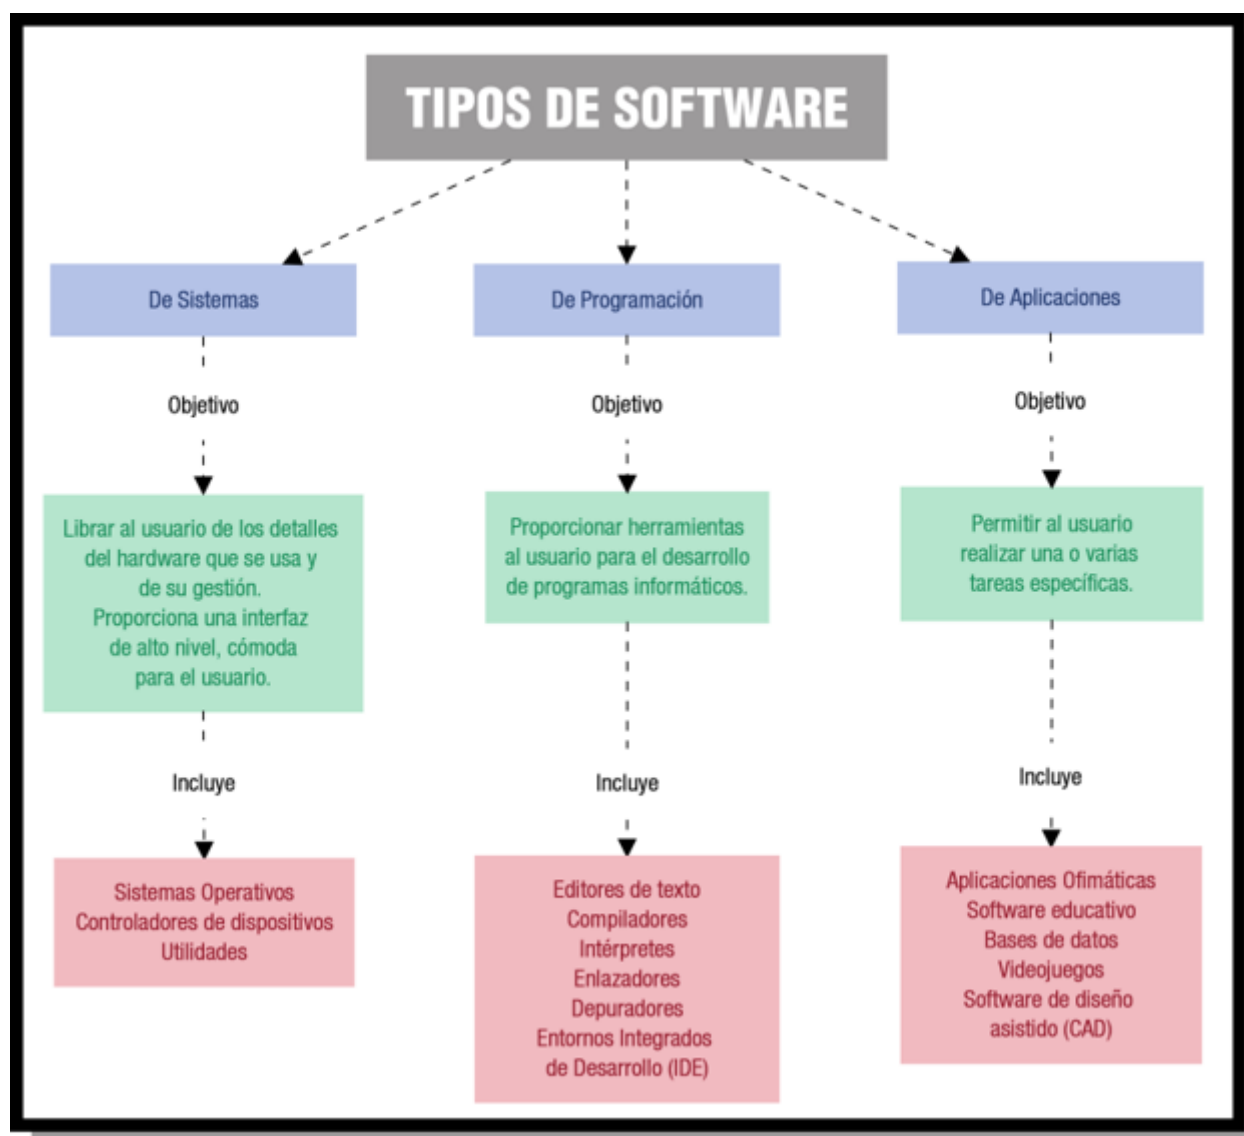 TIPOS DE SOFTWARE
De Sistemas
Objetivo
Librar al usuario de los detalles
del hardware que se usa y
de su gestión.
Proporciona una interfaz
de alto nivel, cómoda
para el usuario.
Incluye
Sistemas Operativos
Controladores de dispositivos
Utilidades
De Programación
Objetivo
Proporcionar herramientas
al usuario para el desarrollo
de programas informáticos.
Incluye
Editores de texto
Compiladores
Intérpretes
Enlazadores
Depuradores
Entornos Integrados
de Desarrollo (IDE)
De Aplicaciones
Objetivo
Permitir al usuario
realizar una o varias
tareas específicas.
Incluye
Aplicaciones Ofimáticas
Software educativo
Bases de datos
Videojuegos
Software de diseño
asistido (CAD)